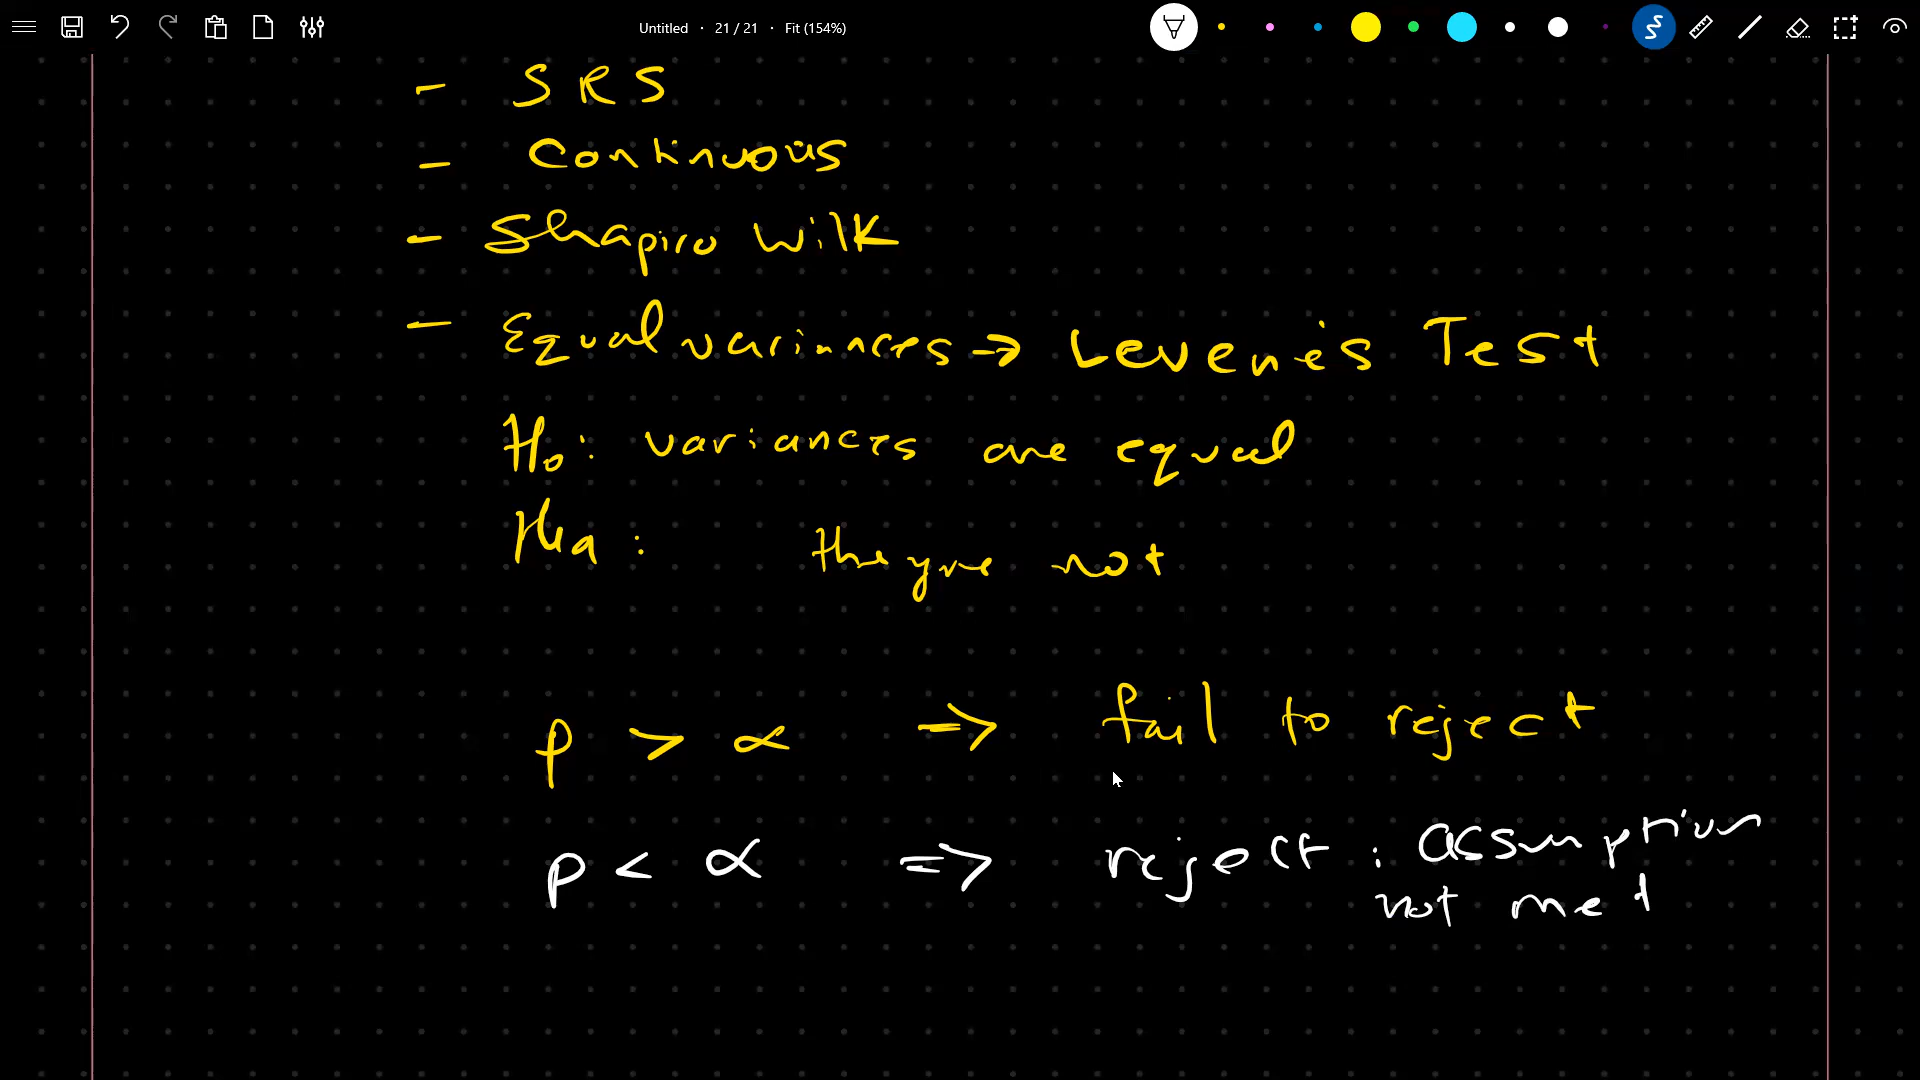 Untitled · 21 / 21 · Fit (154%)
- SRS
- Continuous
- Shapiro Wilk
- Equal variances → Levene's Test
H₀: variances are equal
Ha: they're not
p > α => fail to reject
p < α => reject : assumption
not met